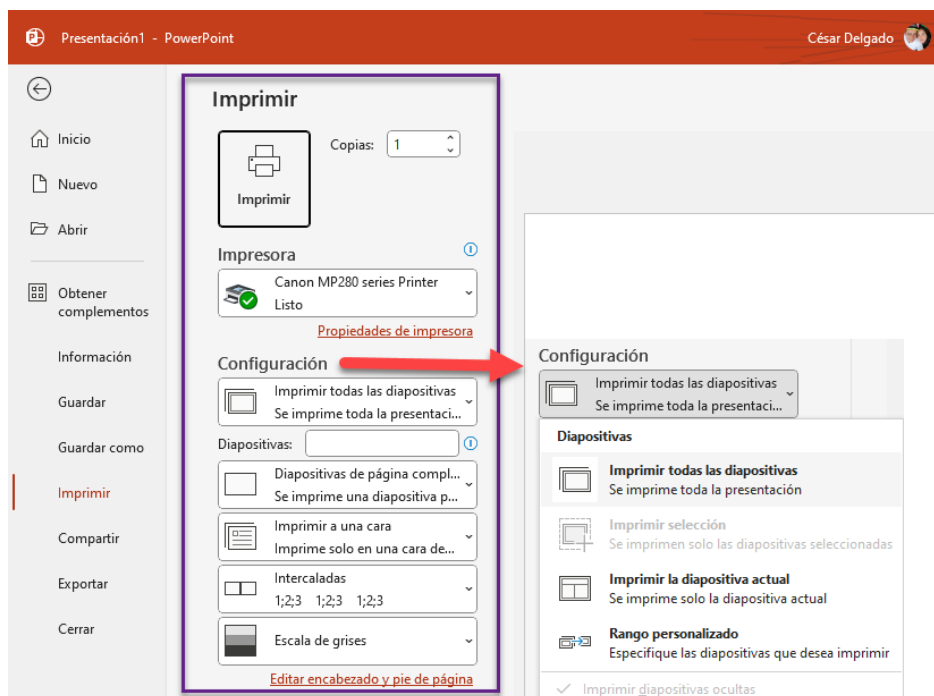 Presentación1 - PowerPoint
César Delgado
Inicio
Nuevo
Abrir
Obtener
complementos
Información
Guardar
Guardar como
Imprimir
Compartir
Exportar
Cerrar
Imprimir
Imprimir
Copias: 1
Impresora
Canon MP280 series Printer
Listo
Propiedades de impresora
Configuración
Imprimir todas las diapositivas
Se imprime toda la presentaci...
Diapositivas:
Diapositivas de página compl...
Se imprime una diapositiva p...
Imprimir a una cara
Imprime solo en una cara de...
Intercaladas
1;2;3 1;2;3 1;2;3
Escala de grises
Editar encabezado y pie de página
Configuración
Imprimir todas las diapositivas
Se imprime toda la presentaci...
Diapositivas
Imprimir todas las diapositivas
Se imprime toda la presentación
Imprimir selección
Se imprimen solo las diapositivas seleccionadas
Imprimir la diapositiva actual
Se imprime solo la diapositiva actual
Rango personalizado
Especifique las diapositivas que desea imprimir
Imprimir diapositivas ocultas